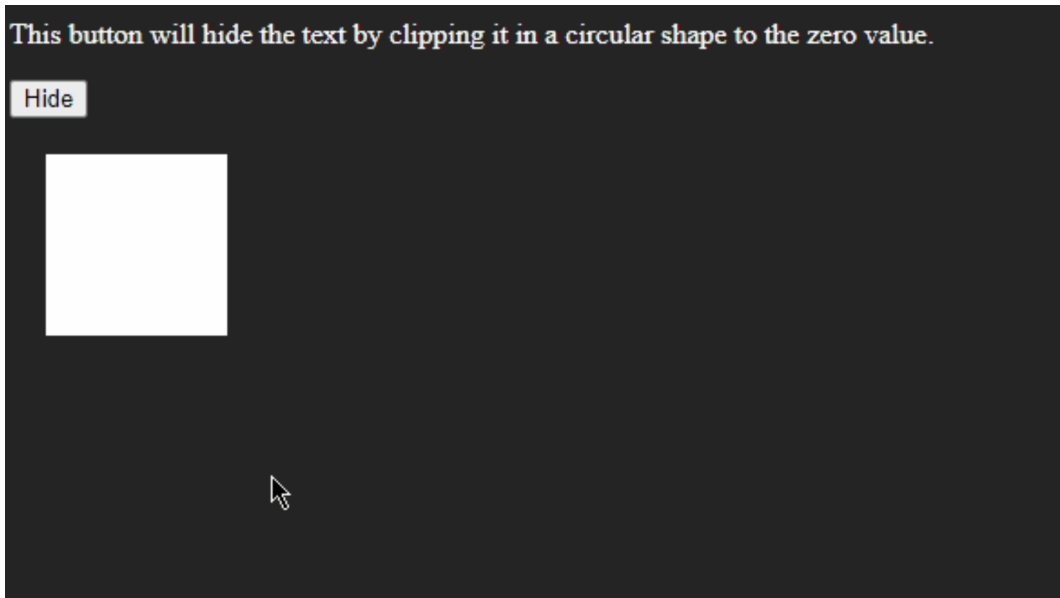 This button will hide the text by clipping it in a circular shape to the zero value.
Hide